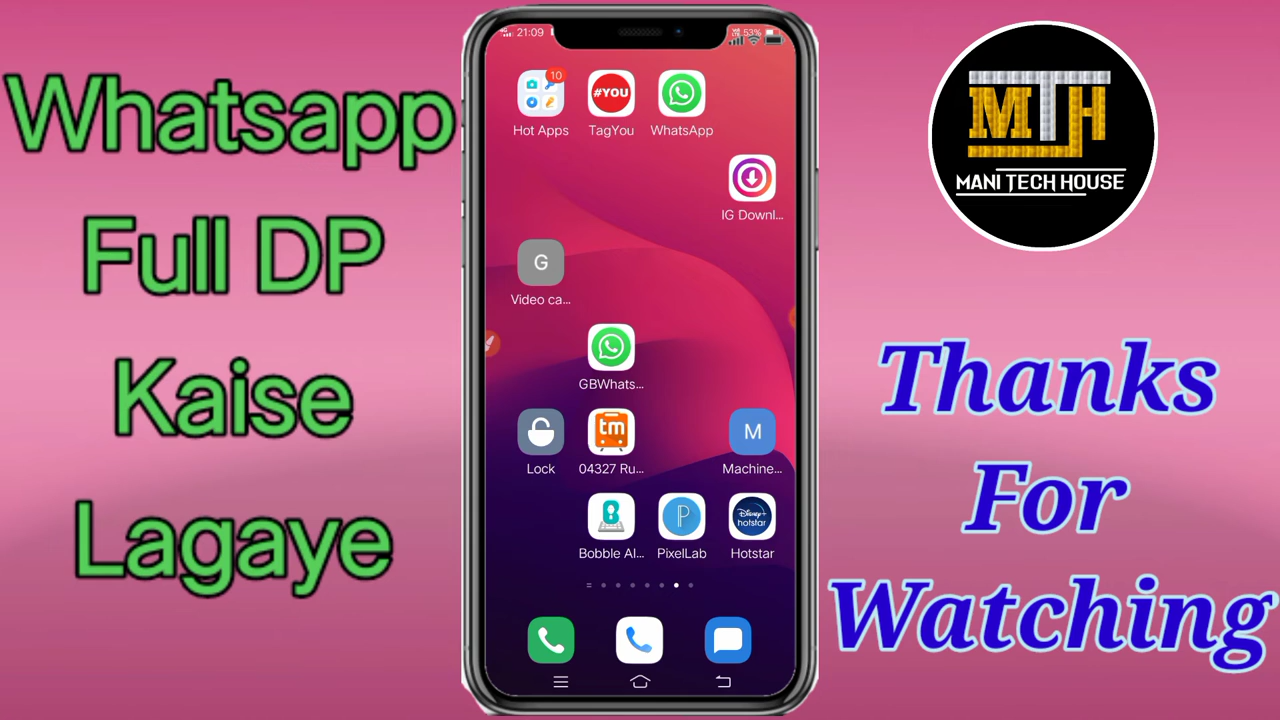 Whatsapp
Full DP
Kaise
Lagaye
21:09
53%
10
#YOU
Hot Apps
TagYou
WhatsApp
IG Downl...
G
Video ca...
GBWhats...
tm
M
Lock
04327 Ru...
Machine...
P
Disney+
hotstar
Bobble AI...
PixelLab
Hotstar
MTH
MANI TECH HOUSE
Thanks
For
Watching